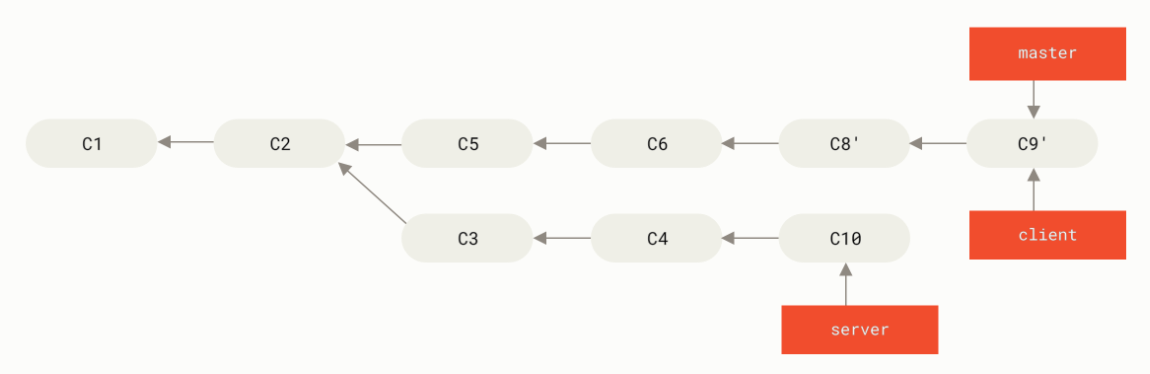 master
C1
C2
C5
C6
C8'
C9'
C3
C4
C10
client
server